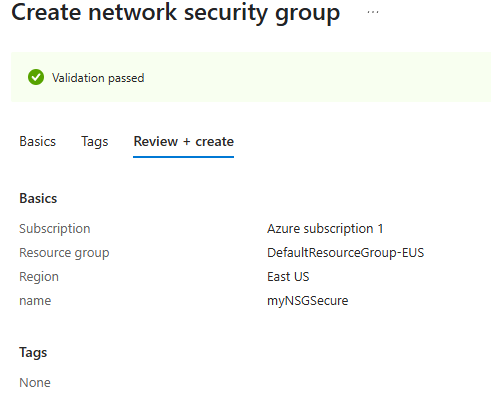 Create network security group ...
Validation passed
Basics Tags Review + create
Basics
Subscription Azure subscription 1
Resource group DefaultResourceGroup-EUS
Region East US
name myNSGSecure
Tags
None